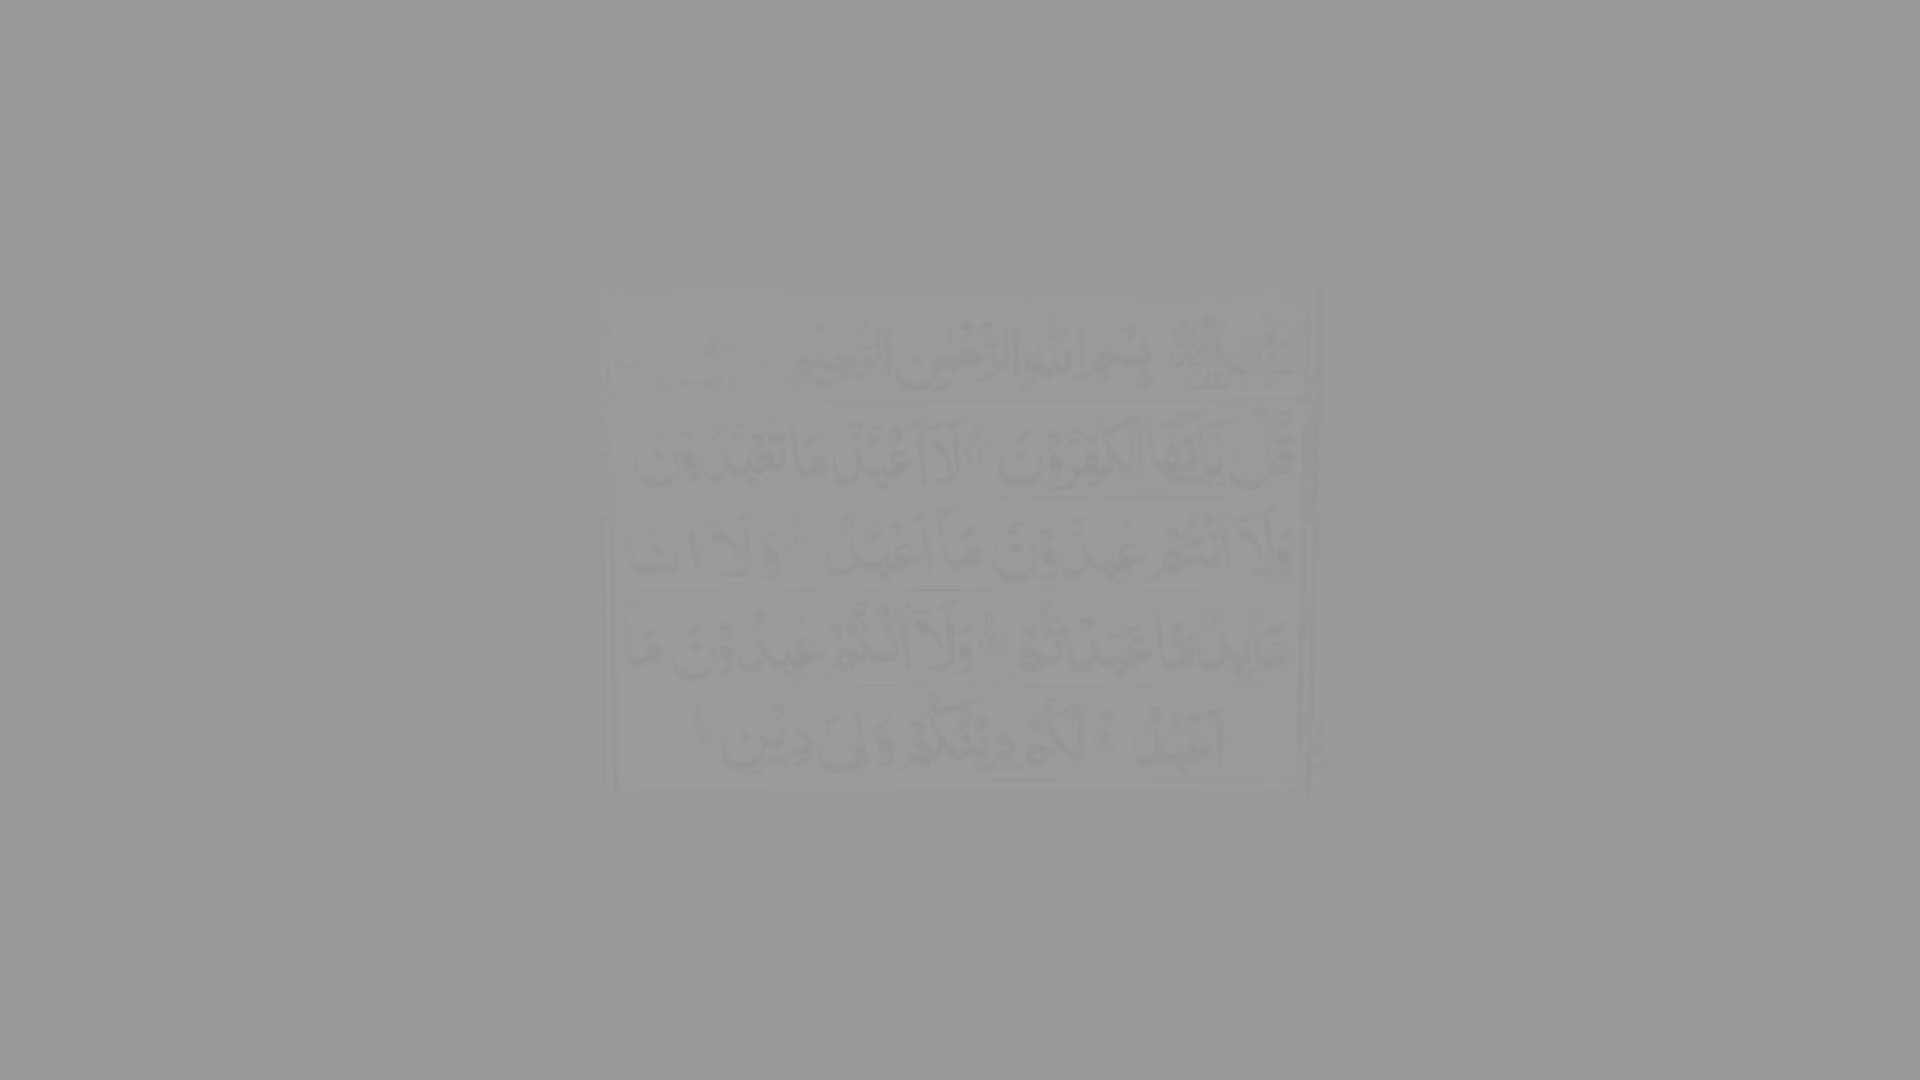 بِسْمِ اللّٰهِ الرَّحْمٰنِ الرَّحِيْمِ
قُلْ يٰٓاَيُّهَا الْكٰفِرُوْنَ لَاۤ اَعْبُدُ مَا تَعْبُدُوْنَ
وَلَاۤ اَنْتُمْ عٰبِدُوْنَ مَاۤ اَعْبُدُ وَلَاۤ اَنَا
عَابِدٌ مَّا عَبَدْتُّمْ وَلَاۤ اَنْتُمْ عٰبِدُوْنَ مَاۤ
اَعْبُدُ لَكُمْ دِيْنُكُمْ وَلِيَ دِيْنِ